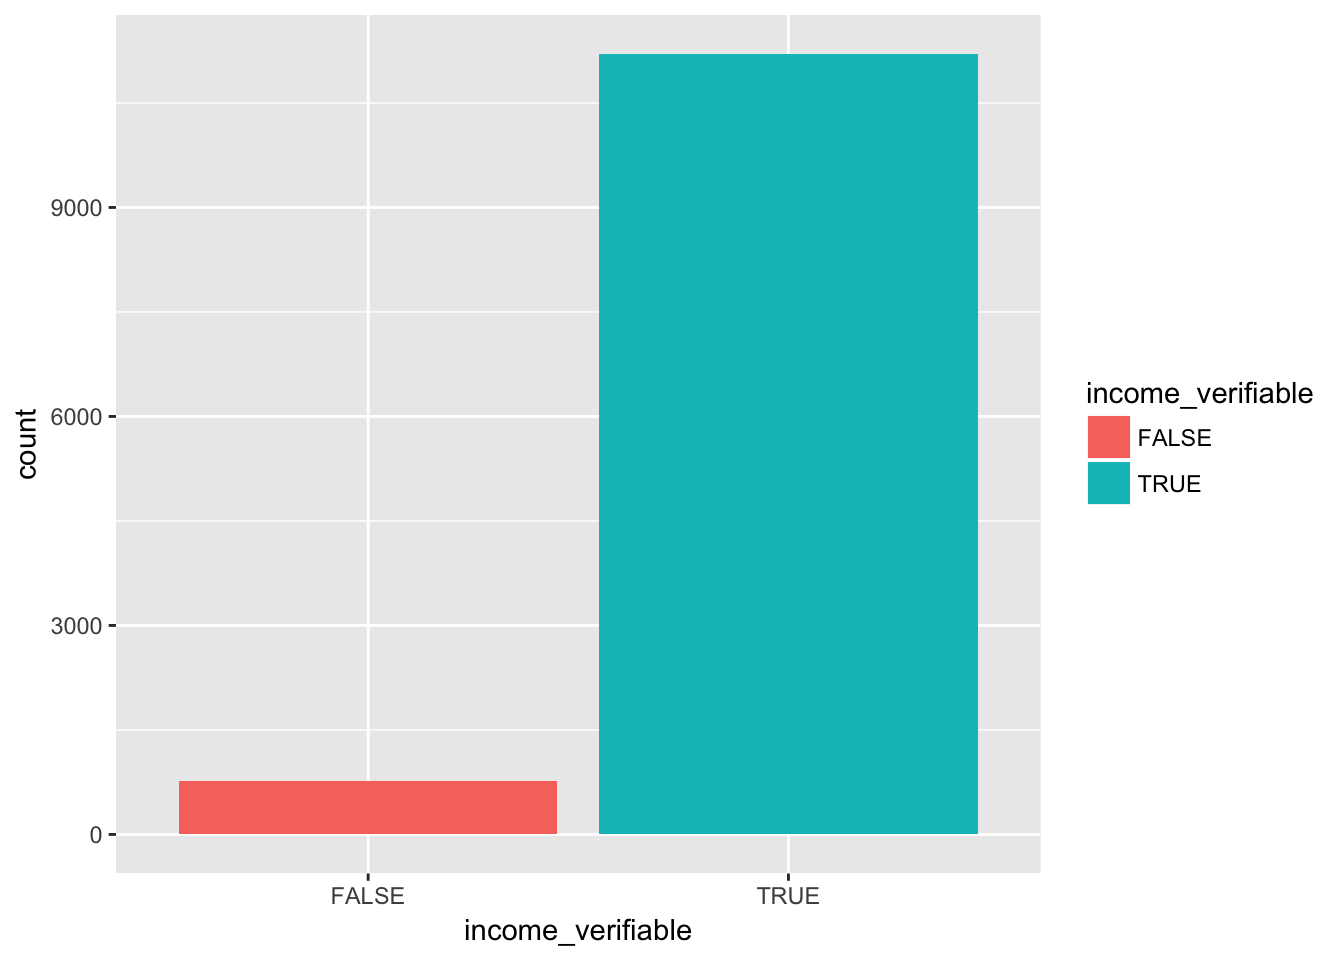 count
9000
6000
3000
0
FALSE
TRUE
income_verifiable
income_verifiable
FALSE
TRUE